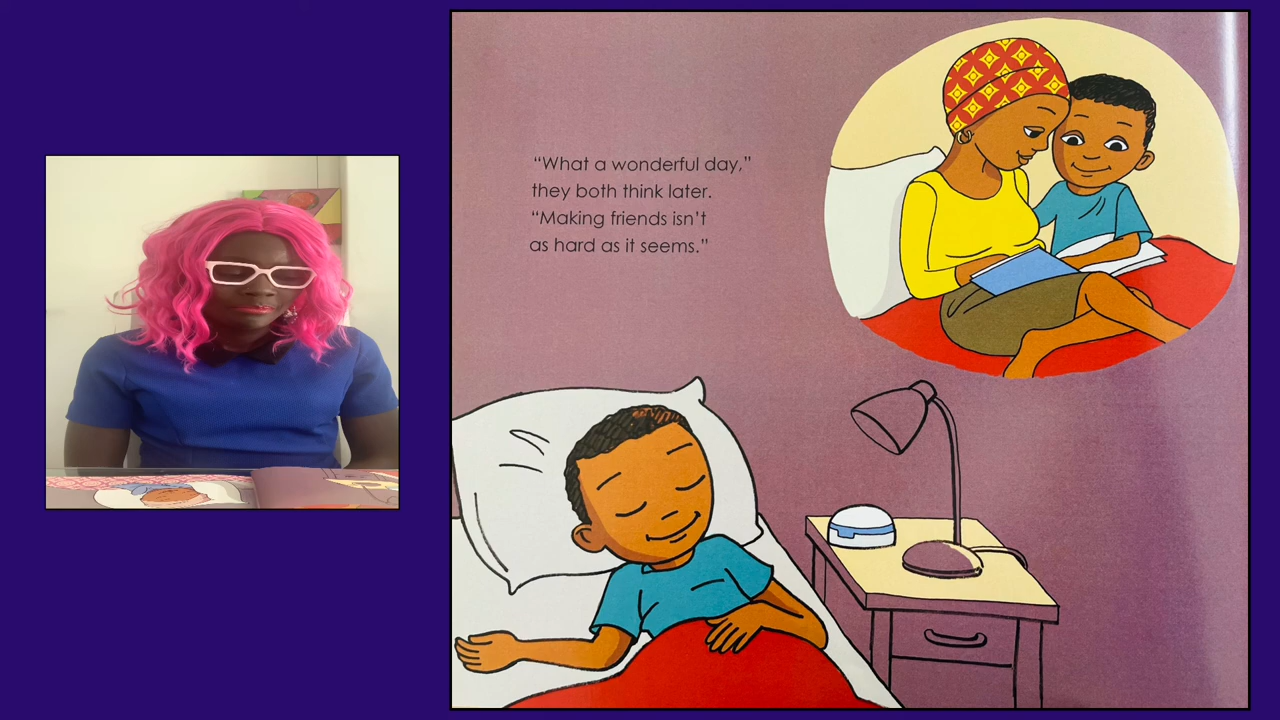 “What a wonderful day,”
they both think later.
“Making friends isn’t
as hard as it seems.”